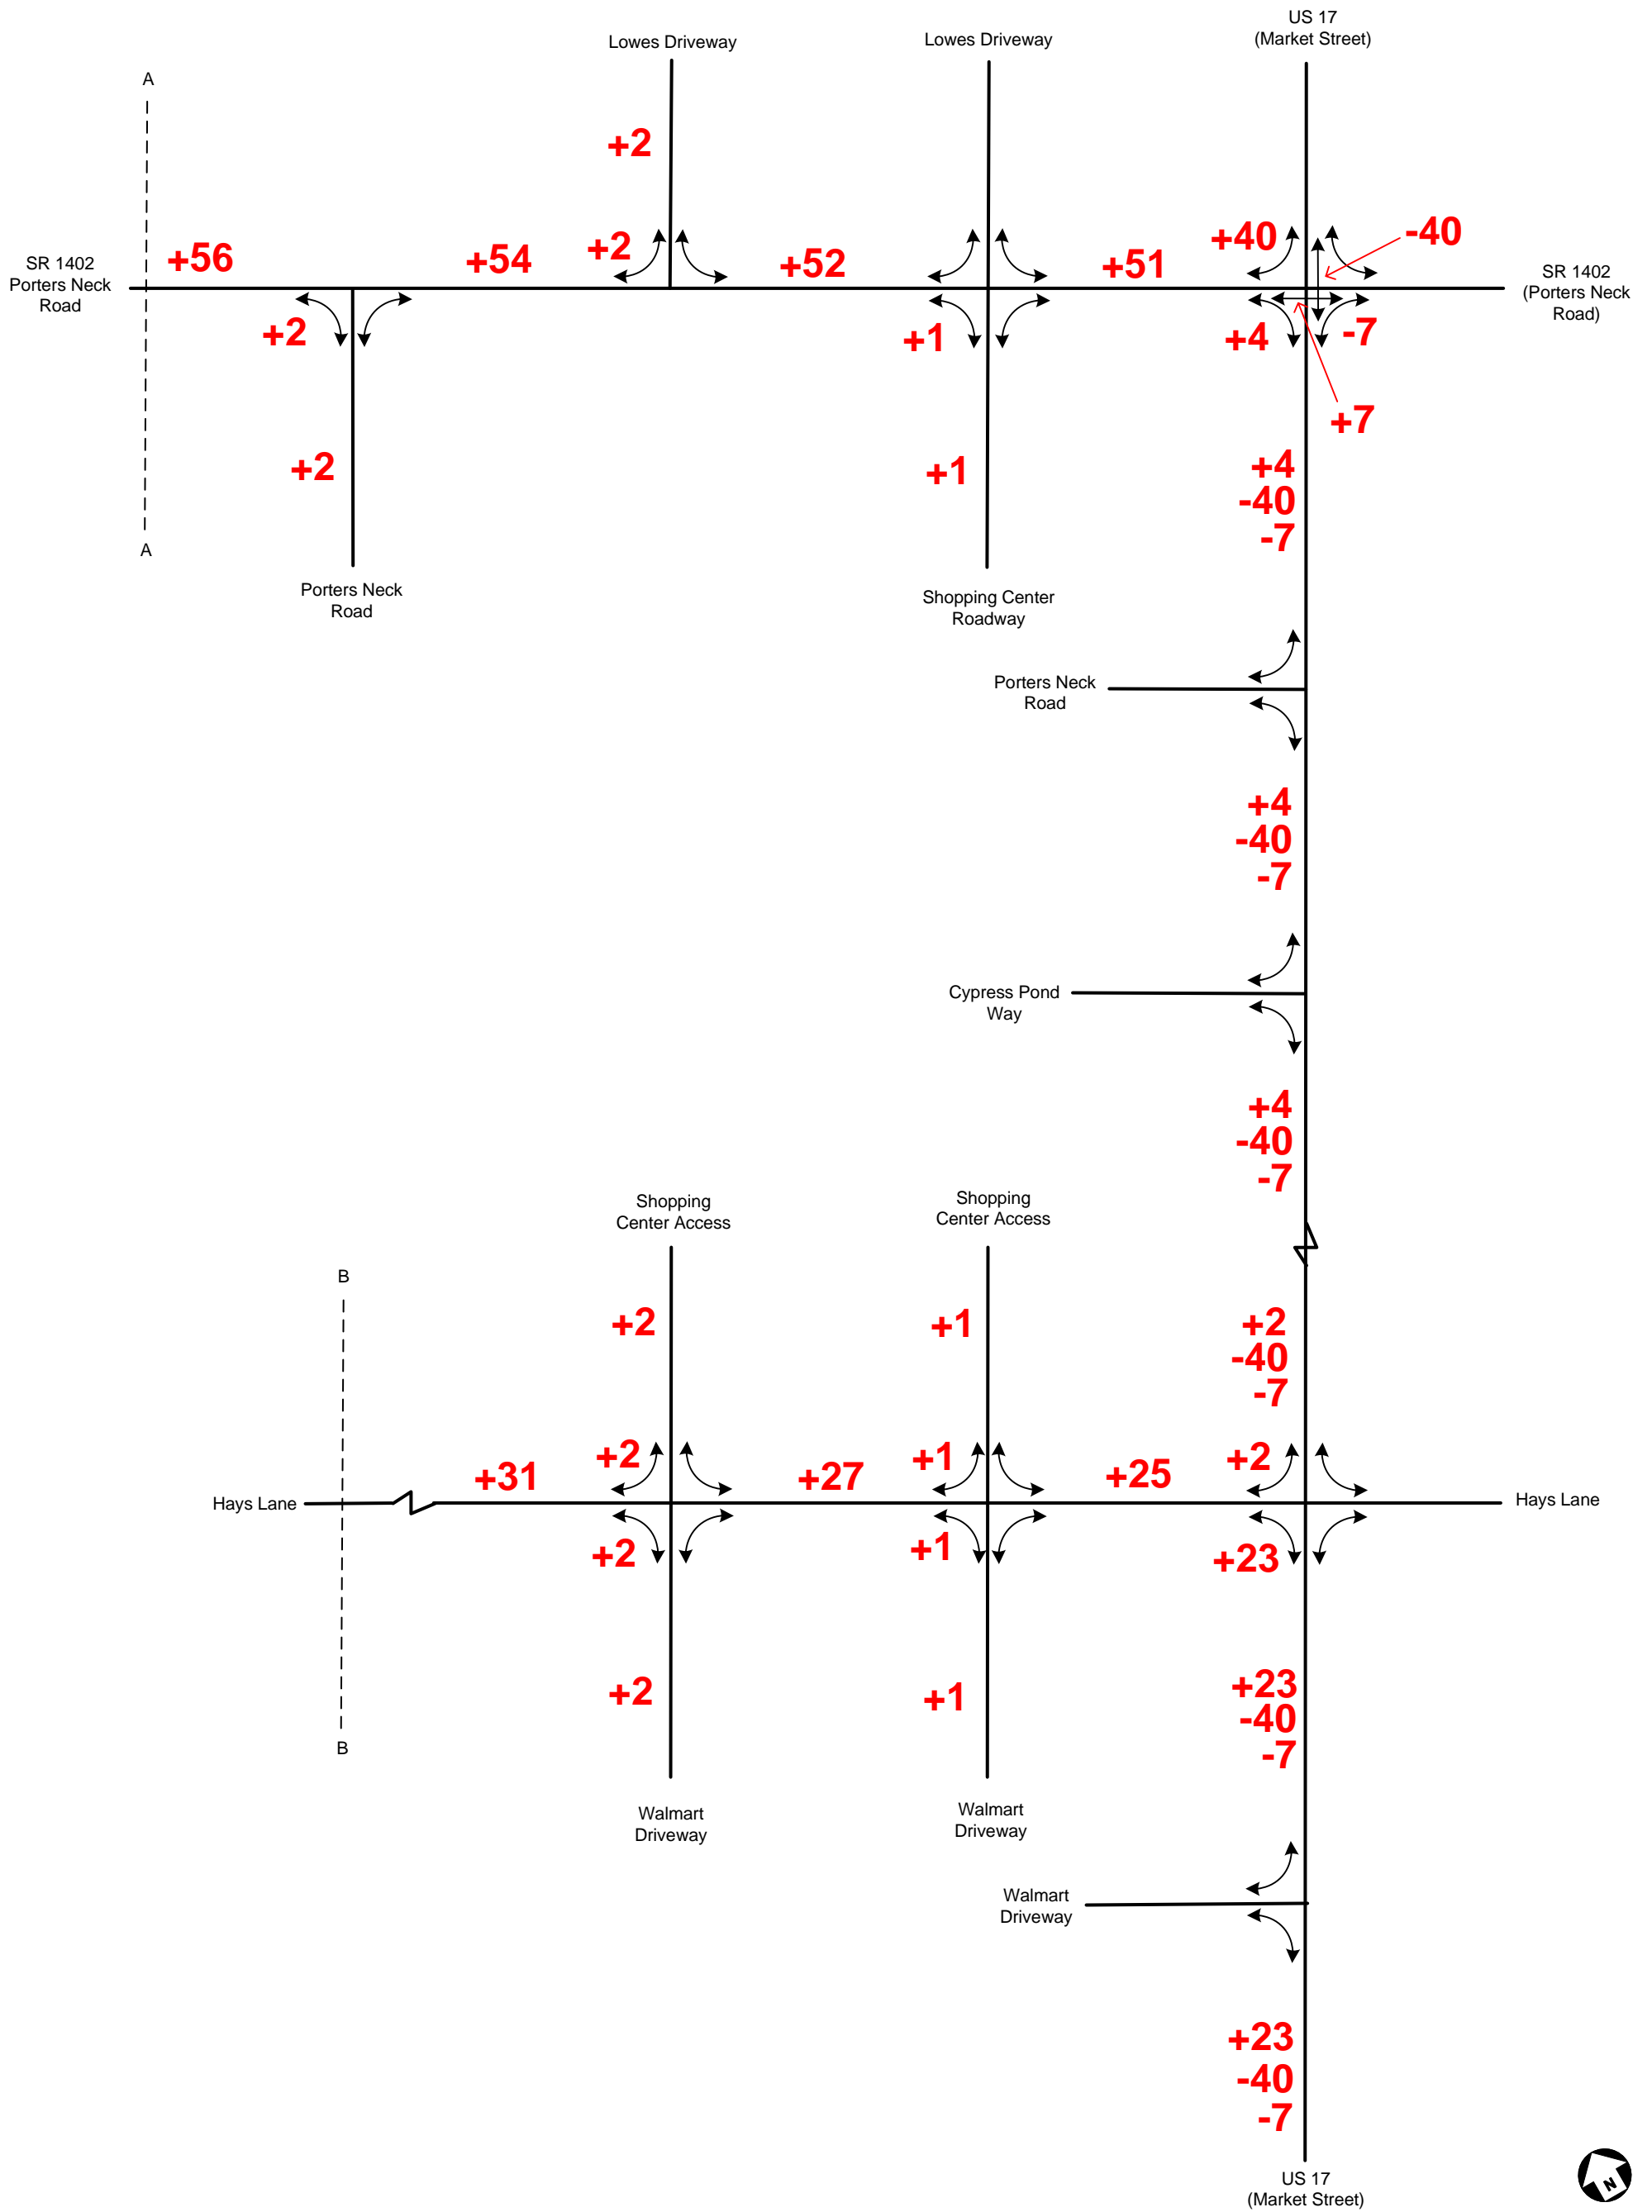 US 17
(Market Street)
Lowes Driveway
Lowes Driveway
A
+2
+56
+54
+2
+52
+51
+40
-40
SR 1402
Porters Neck
Road
SR 1402
(Porters Neck
Road)
+2
+1
+4
-7
+7
+2
+1
+4
-40
-7
A
Porters Neck
Road
Shopping Center
Roadway
Porters Neck
Road
+4
-40
-7
Cypress Pond
Way
+4
-40
-7
Shopping
Center Access
Shopping
Center Access
B
+2
+1
+2
-40
-7
+31
+2
+27
+1
+25
+2
Hays Lane
Hays Lane
+2
+1
+23
+2
+1
+23
-40
-7
B
Walmart
Driveway
Walmart
Driveway
Walmart
Driveway
+23
-40
-7
US 17
(Market Street)
N